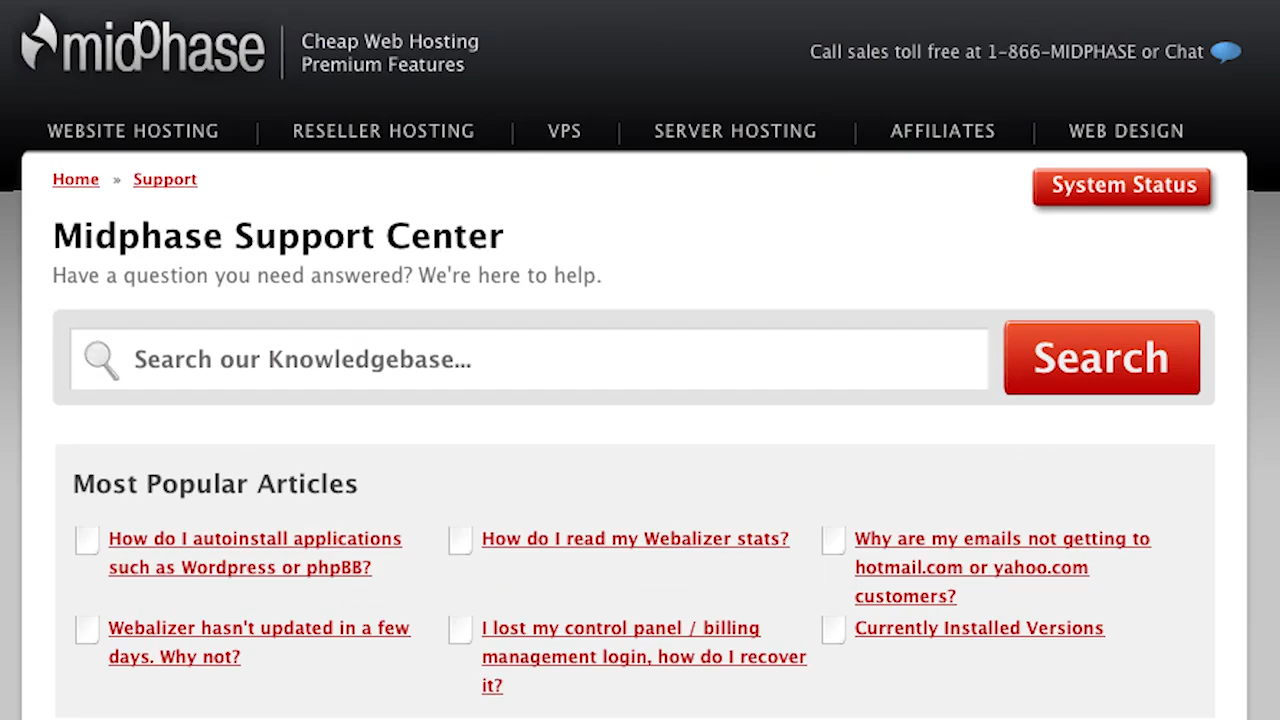 midphase
Cheap Web Hosting
Premium Features
Call sales toll free at 1-866-MIDPHASE or Chat
WEBSITE HOSTING | RESELLER HOSTING | VPS | SERVER HOSTING | AFFILIATES | WEB DESIGN
Home » Support
System Status
Midphase Support Center
Have a question you need answered? We're here to help.
Search our Knowledgebase...
Search
Most Popular Articles
How do I autoinstall applications
such as Wordpress or phpBB?
How do I read my Webalizer stats?
Why are my emails not getting to
hotmail.com or yahoo.com
customers?
Webalizer hasn't updated in a few
days. Why not?
I lost my control panel / billing
management login, how do I recover
it?
Currently Installed Versions